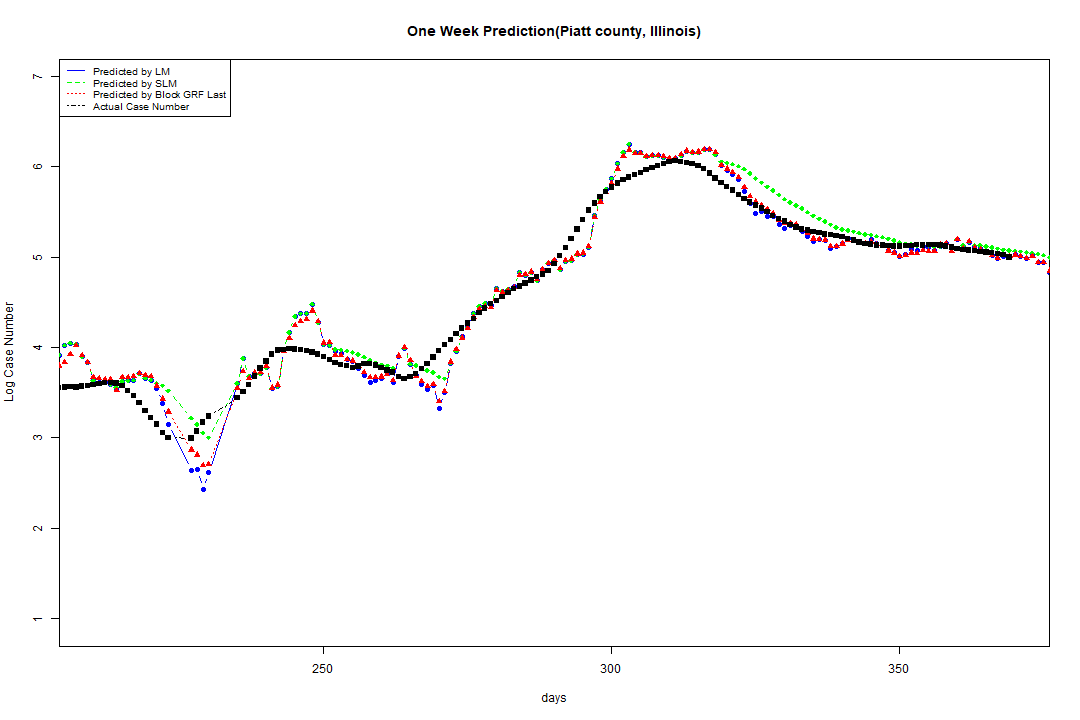 One Week Prediction(Piatt county, Illinois)
Predicted by LM
Predicted by SLM
Predicted by Block GRF Last
Actual Case Number
7
6
5
4
3
2
1
Log Case Number
250
300
350
days